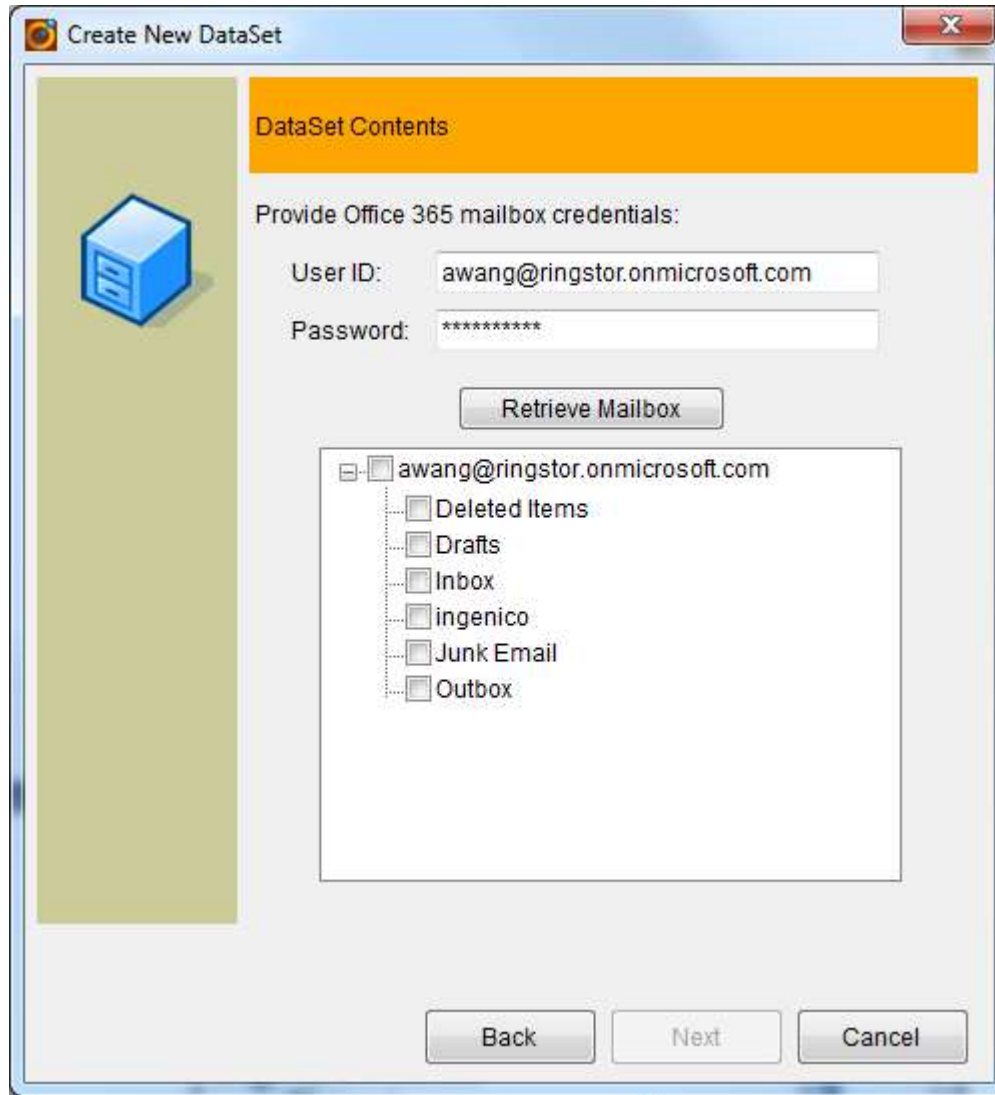 Create New DataSet
DataSet Contents
Provide Office 365 mailbox credentials:
User ID: awang@ringstor.onmicrosoft.com
Password: **********
Retrieve Mailbox
awang@ringstor.onmicrosoft.com
Deleted Items
Drafts
Inbox
ingenico
Junk Email
Outbox
Back Next Cancel